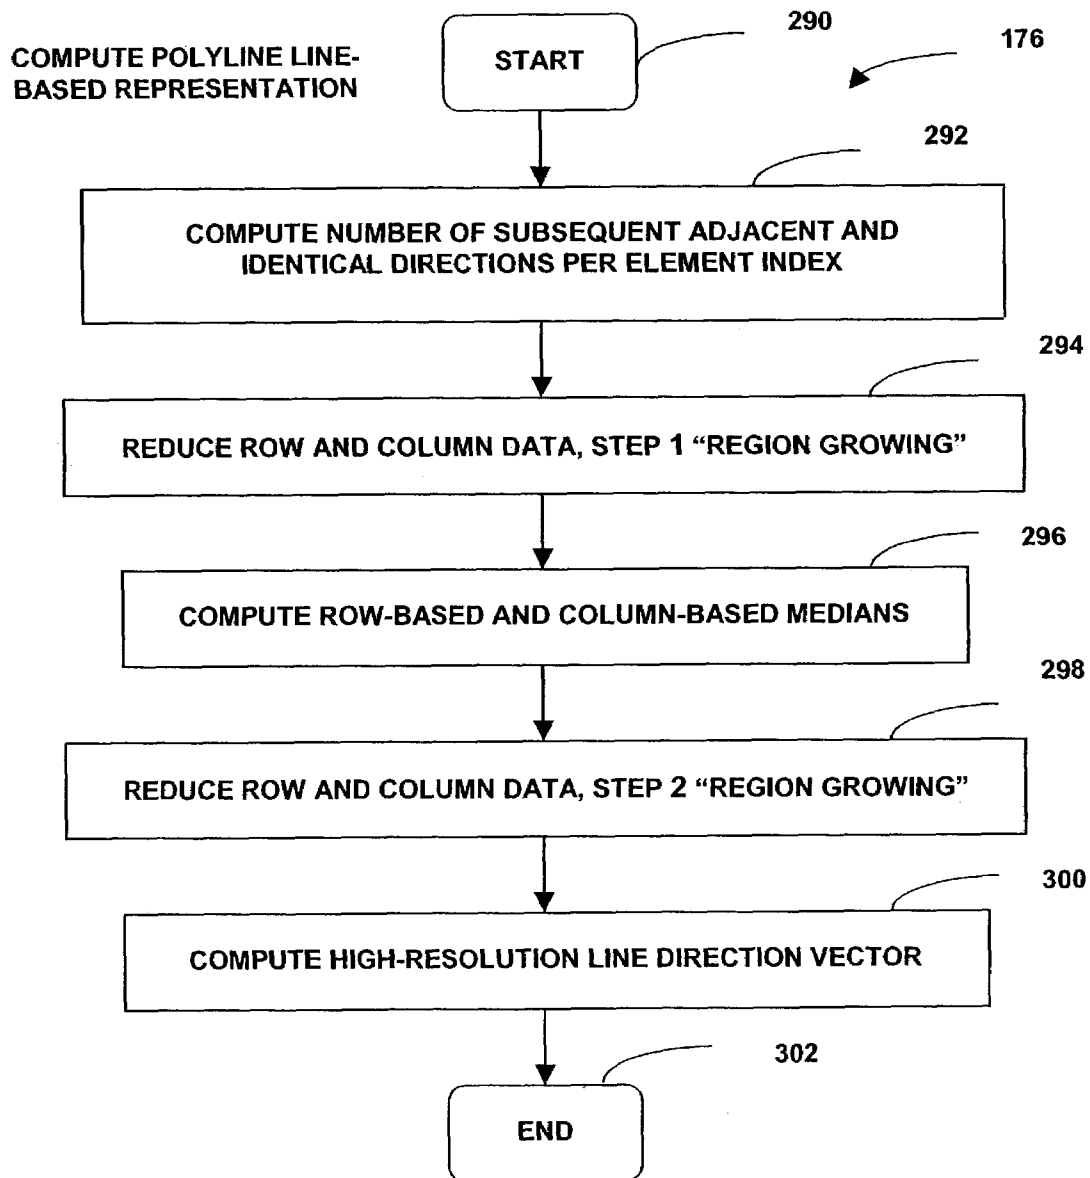 COMPUTE POLYLINE LINE-
BASED REPRESENTATION
START
290
176
292
COMPUTE NUMBER OF SUBSEQUENT ADJACENT AND
IDENTICAL DIRECTIONS PER ELEMENT INDEX
294
REDUCE ROW AND COLUMN DATA, STEP 1 “REGION GROWING”
296
COMPUTE ROW-BASED AND COLUMN-BASED MEDIANS
298
REDUCE ROW AND COLUMN DATA, STEP 2 “REGION GROWING”
300
COMPUTE HIGH-RESOLUTION LINE DIRECTION VECTOR
302
END